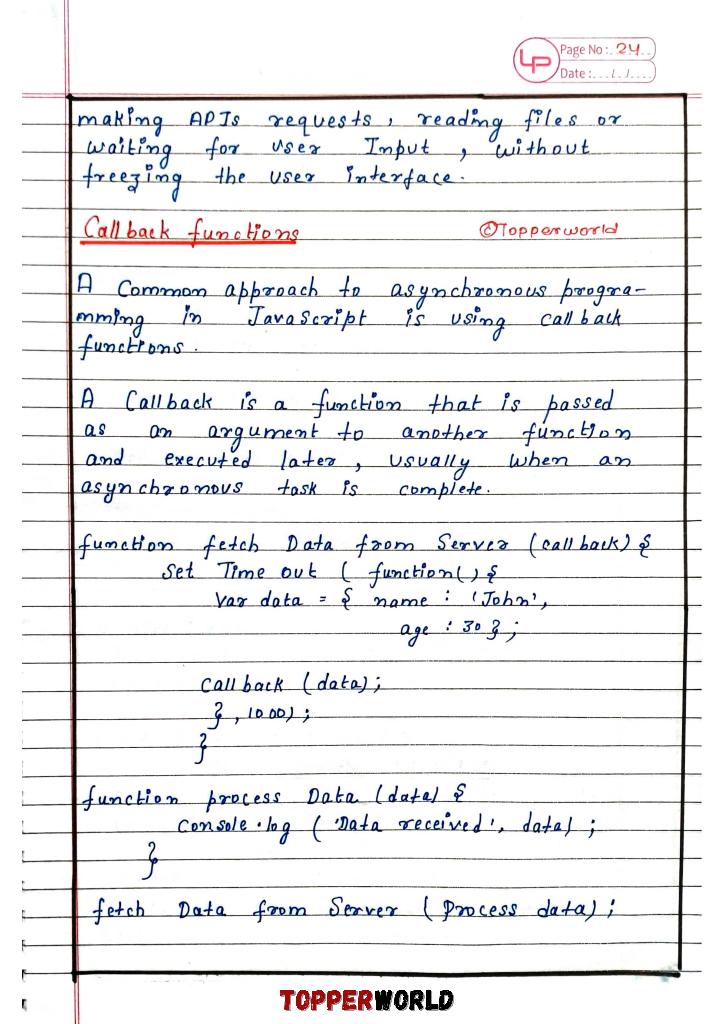 LP Page No: 24
Date: ... / . / ....
making APIs requests, reading files or
waiting for user Input, without
freezing the user interface.
Callback functions ©Topperworld
A Common approach to asynchronous progra-
mming in JavaScript is using callback
functions.
A Callback is a function that is passed
as an argument to another function
and executed later, usually when an
asynchronous task is complete.
function fetch Data from Server (callback) {
Set Time out ( function() {
Var data = { name : 'John',
age : 30 } ;
Callback (data);
} , 1000) ;
}
function process Data (data) {
Console.log ( 'Data received', data) ;
}
fetch Data from Server ( Process data) ;
TOPPERWORLD